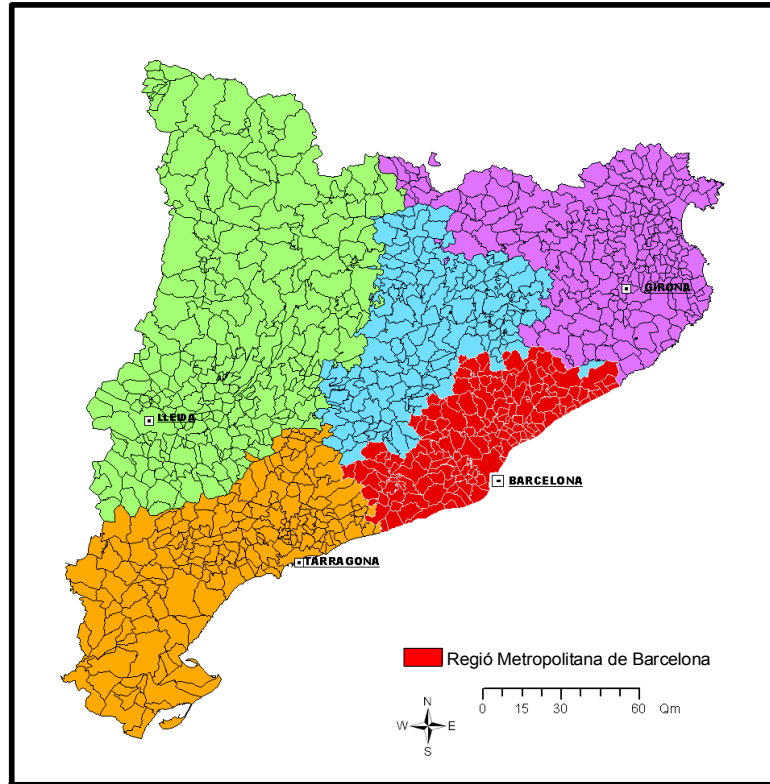 GIRONA
LLEIDA
BARCELONA
TARRAGONA
Regió Metropolitana de Barcelona
N
W E
S
0 15 30 60 Qm